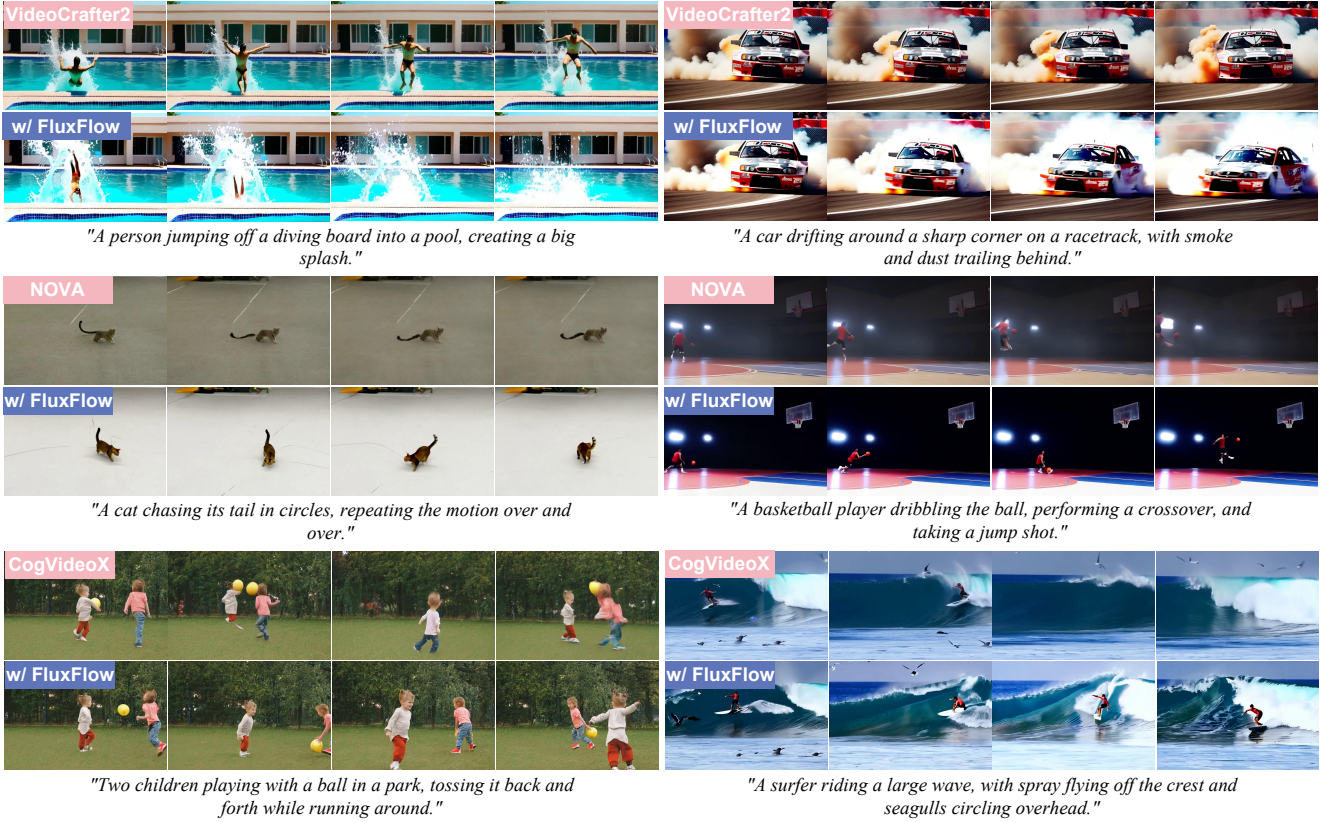 VideoCrafter2
w/ FluxFlow
"A person jumping off a diving board into a pool, creating a big
splash."
VideoCrafter2
w/ FluxFlow
"A car drifting around a sharp corner on a racetrack, with smoke
and dust trailing behind."
NOVA
w/ FluxFlow
"A cat chasing its tail in circles, repeating the motion over and
over."
NOVA
w/ FluxFlow
"A basketball player dribbling the ball, performing a crossover, and
taking a jump shot."
CogVideoX
w/ FluxFlow
"Two children playing with a ball in a park, tossing it back and
forth while running around."
CogVideoX
w/ FluxFlow
"A surfer riding a large wave, with spray flying off the crest and
seagulls circling overhead."